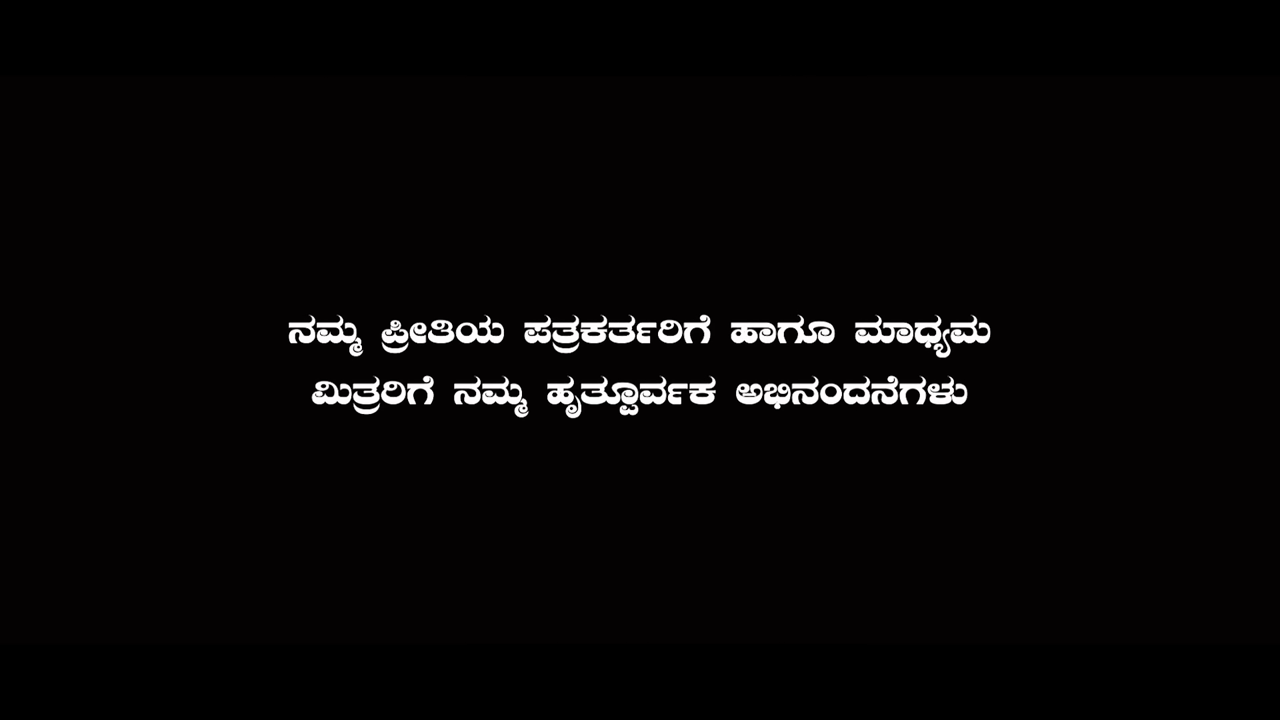 ನಮ್ಮ ಪ್ರೀತಿಯ ಪತ್ರಕರ್ತರಿಗೆ ಹಾಗೂ ಮಾಧ್ಯಮ
ಮಿತ್ರರಿಗೆ ನಮ್ಮ ಹೃತ್ಪೂರ್ವಕ ಅಭಿನಂದನೆಗಳು